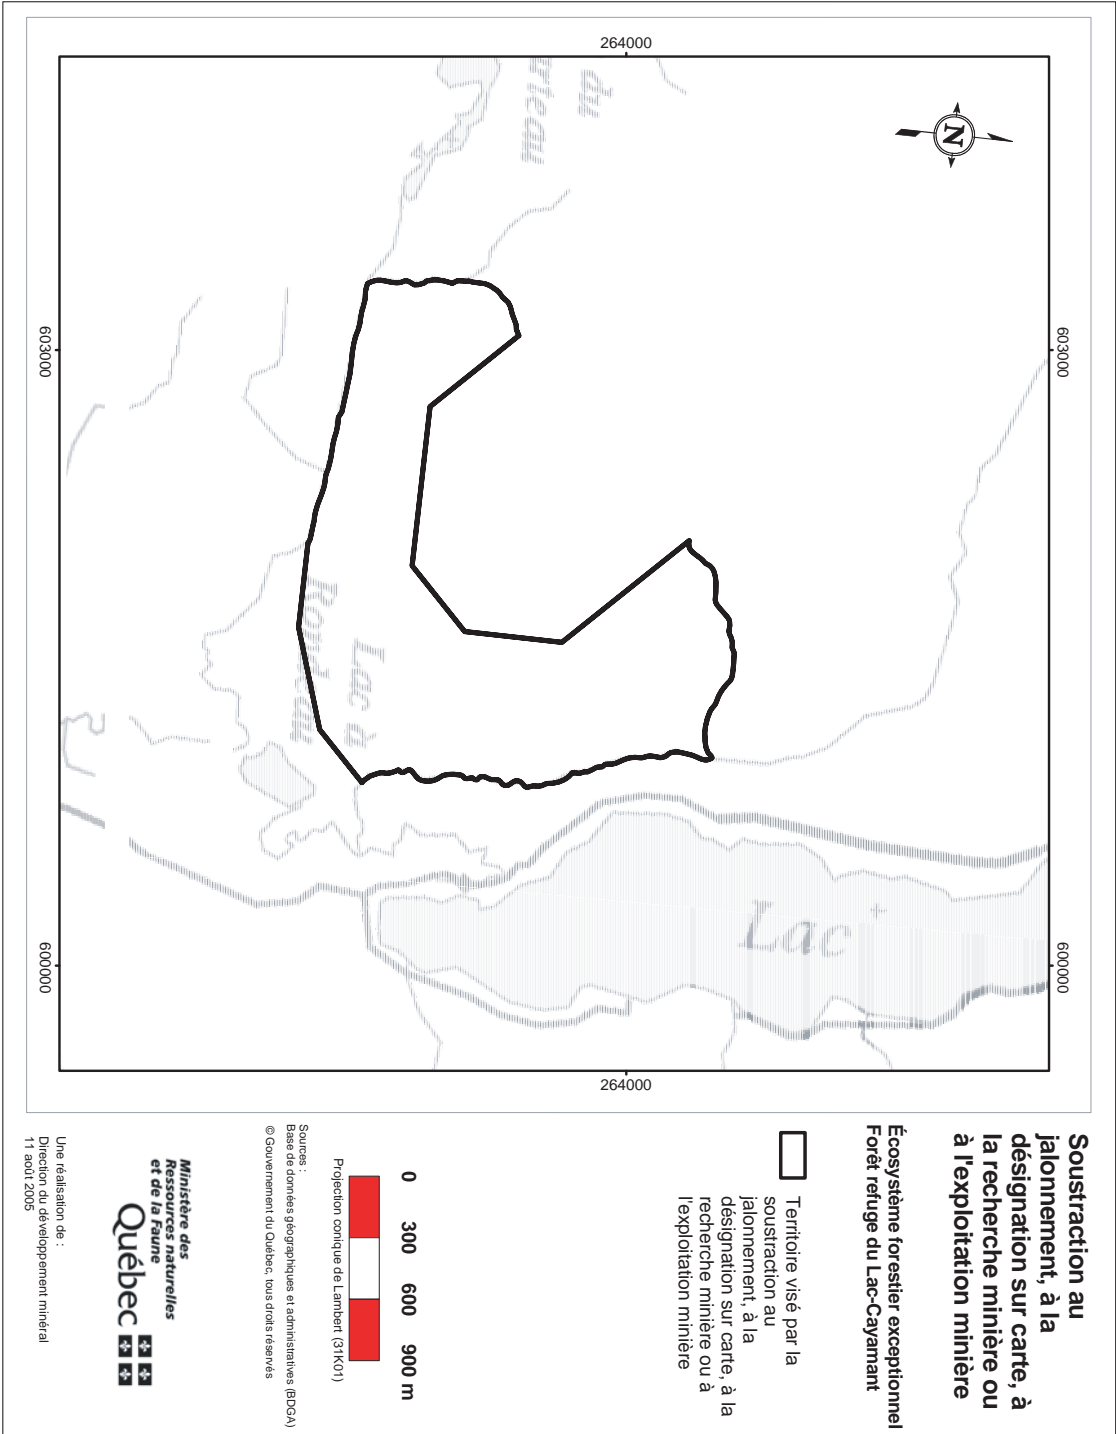 Soustraction au
jalonnement, à la
désignation sur carte, à
la recherche minière ou
à l'exploitation minière
Écosystème forestier exceptionnel
Forêt refuge du Lac-Cayamant
Territoire visé par la
soustraction au
jalonnement, à la
désignation sur carte, à la
recherche minière ou à
l'exploitation minière
0 300 600 900 m
Projection conique de Lambert (31K01)
Sources :
Base de données géographiques et administratives (BDGA)
© Gouvernement du Québec, tous droits réservés
Ministère des
Ressources naturelles
et de la Faune
Québec
Une réalisation de :
Direction du développement minéral
11 août 2005
603000
600000
264000
264000
603000
600000
N
du
Lac
Lac à